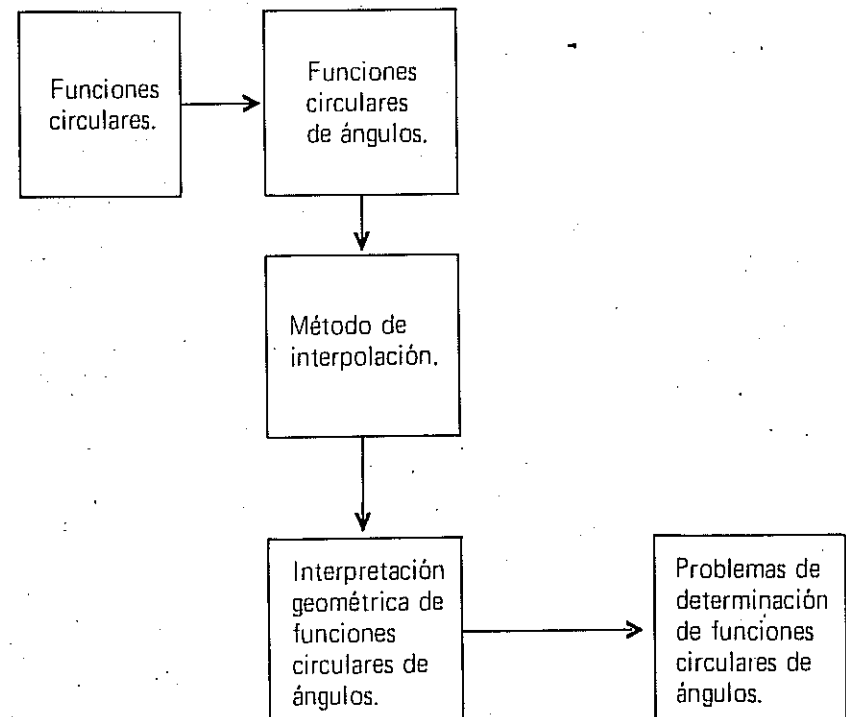 Funciones
circulares.
Funciones
circulares
de ángulos.
Método de
interpolación.
Interpretación
geométrica de
funciones
circulares de
ángulos.
Problemas de
determinación
de funciones
circulares de
ángulos.